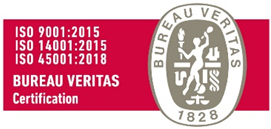 ISO 9001:2015
ISO 14001:2015
ISO 45001:2018
BUREAU VERITAS
Certification
BUREAU VERITAS
1828